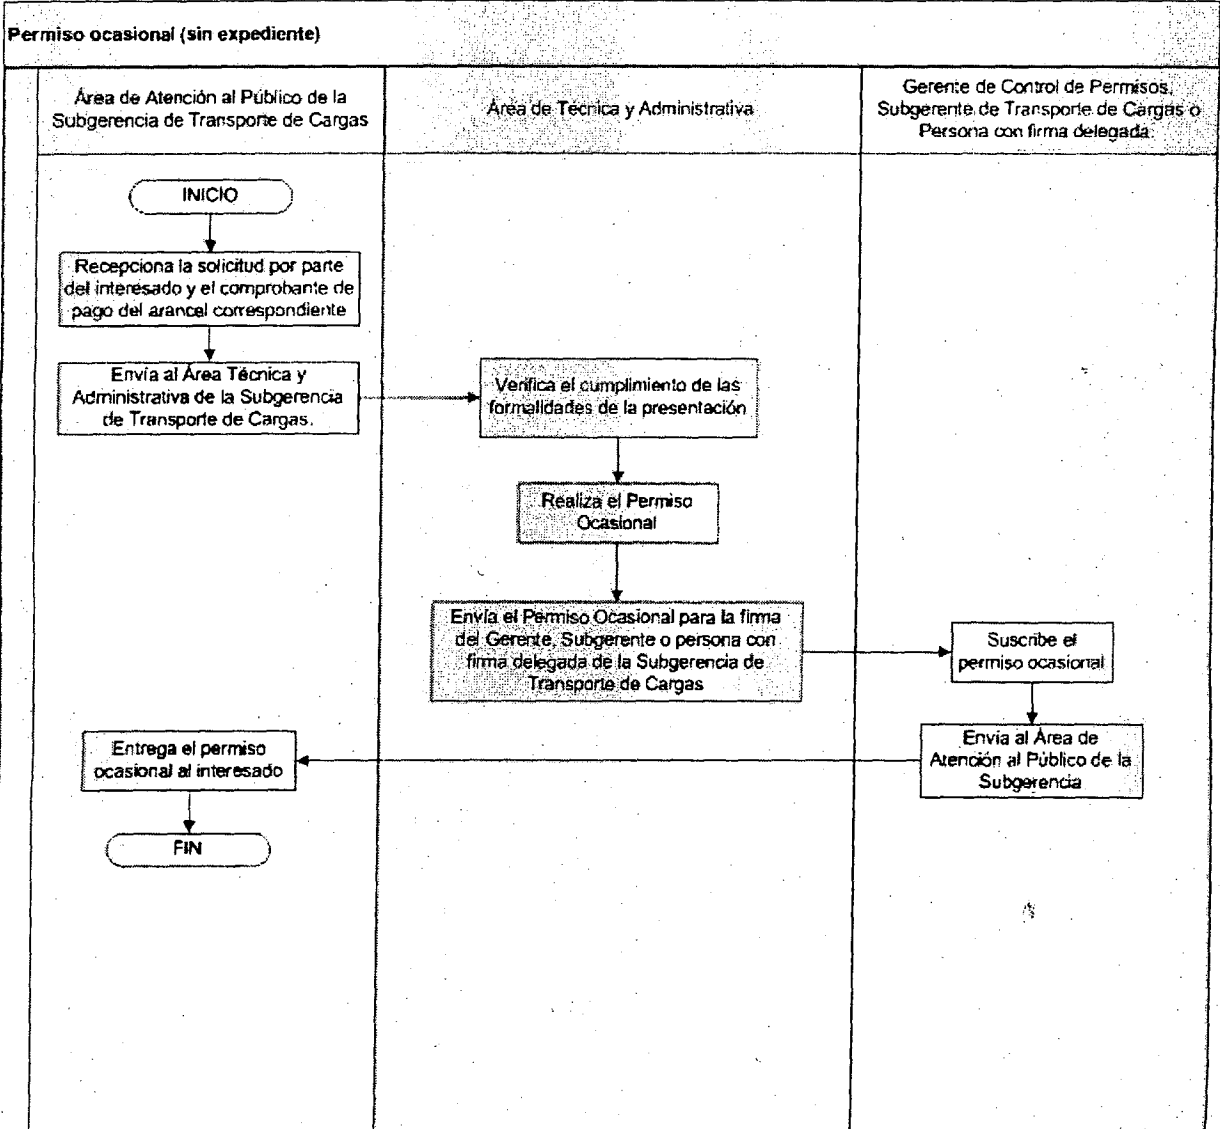 Permiso ocasional (sin expediente)
Área de Atención al Público de la
Subgerencia de Transporte de Cargas
Área de Técnica y Administrativa
Gerente de Control de Permisos,
Subgerente de Transporte de Cargas o
Persona con firma delegada.
INICIO
Recepciona la solicitud por parte
del interesado y el comprobante de
pago del arancel correspondiente
Envía al Área Técnica y
Administrativa de la Subgerencia
de Transporte de Cargas.
Verifica el cumplimiento de las
formalidades de la presentación
Realiza el Permiso
Ocasional
Envía el Permiso Ocasional para la firma
del Gerente, Subgerente o persona con
firma delegada de la Subgerencia de
Transporte de Cargas
Suscribe el
permiso ocasional
Envía al Área de
Atención al Público de la
Subgerencia
Entrega el permiso
ocasional al interesado
FIN